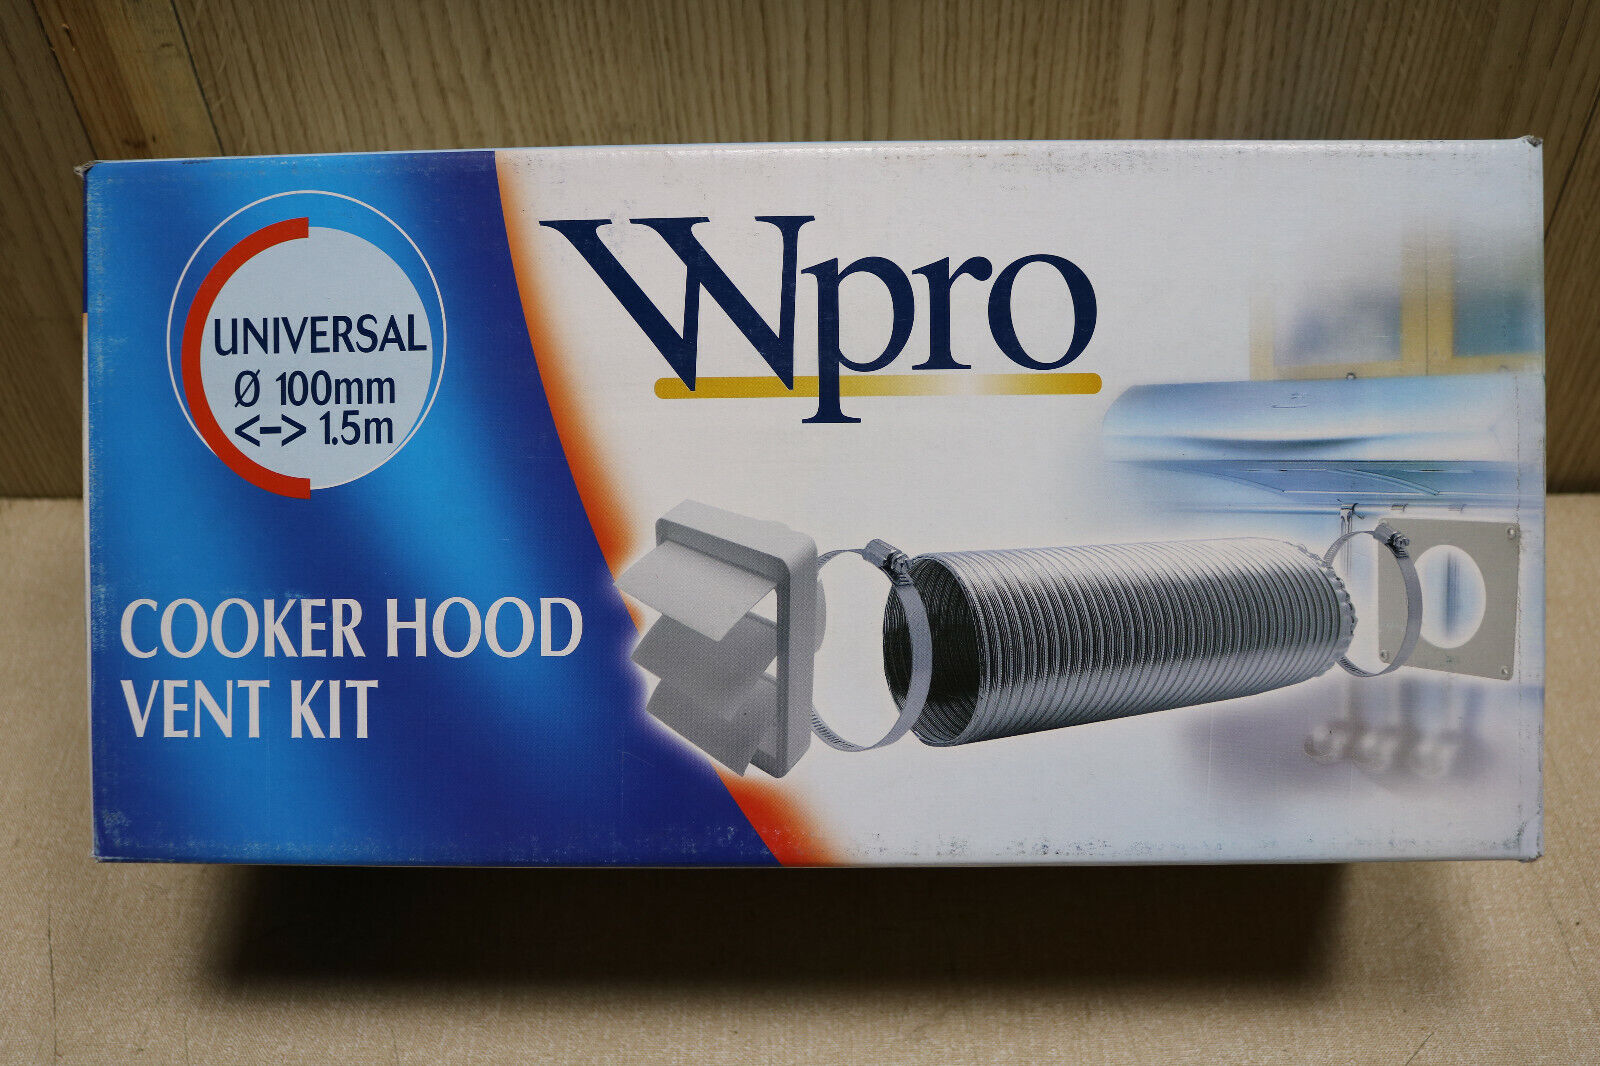 UNIVERSAL
Ø 100mm
<-> 1.5m
Wpro
COOKER HOOD
VENT KIT